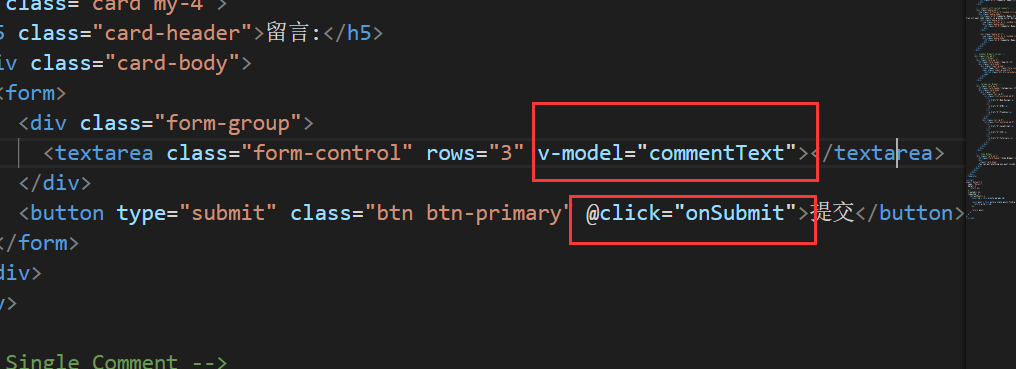 class="card my-4">
5 class="card-header">留言:</h5>
iv class="card-body">
<form>
<div class="form-group">
<textarea class="form-control" rows="3" v-model="commentText"></textarea>
</div>
<button type="submit" class="btn btn-primary" @click="onSubmit">提交</button>
</form>
div>
v>
Single Comment -->